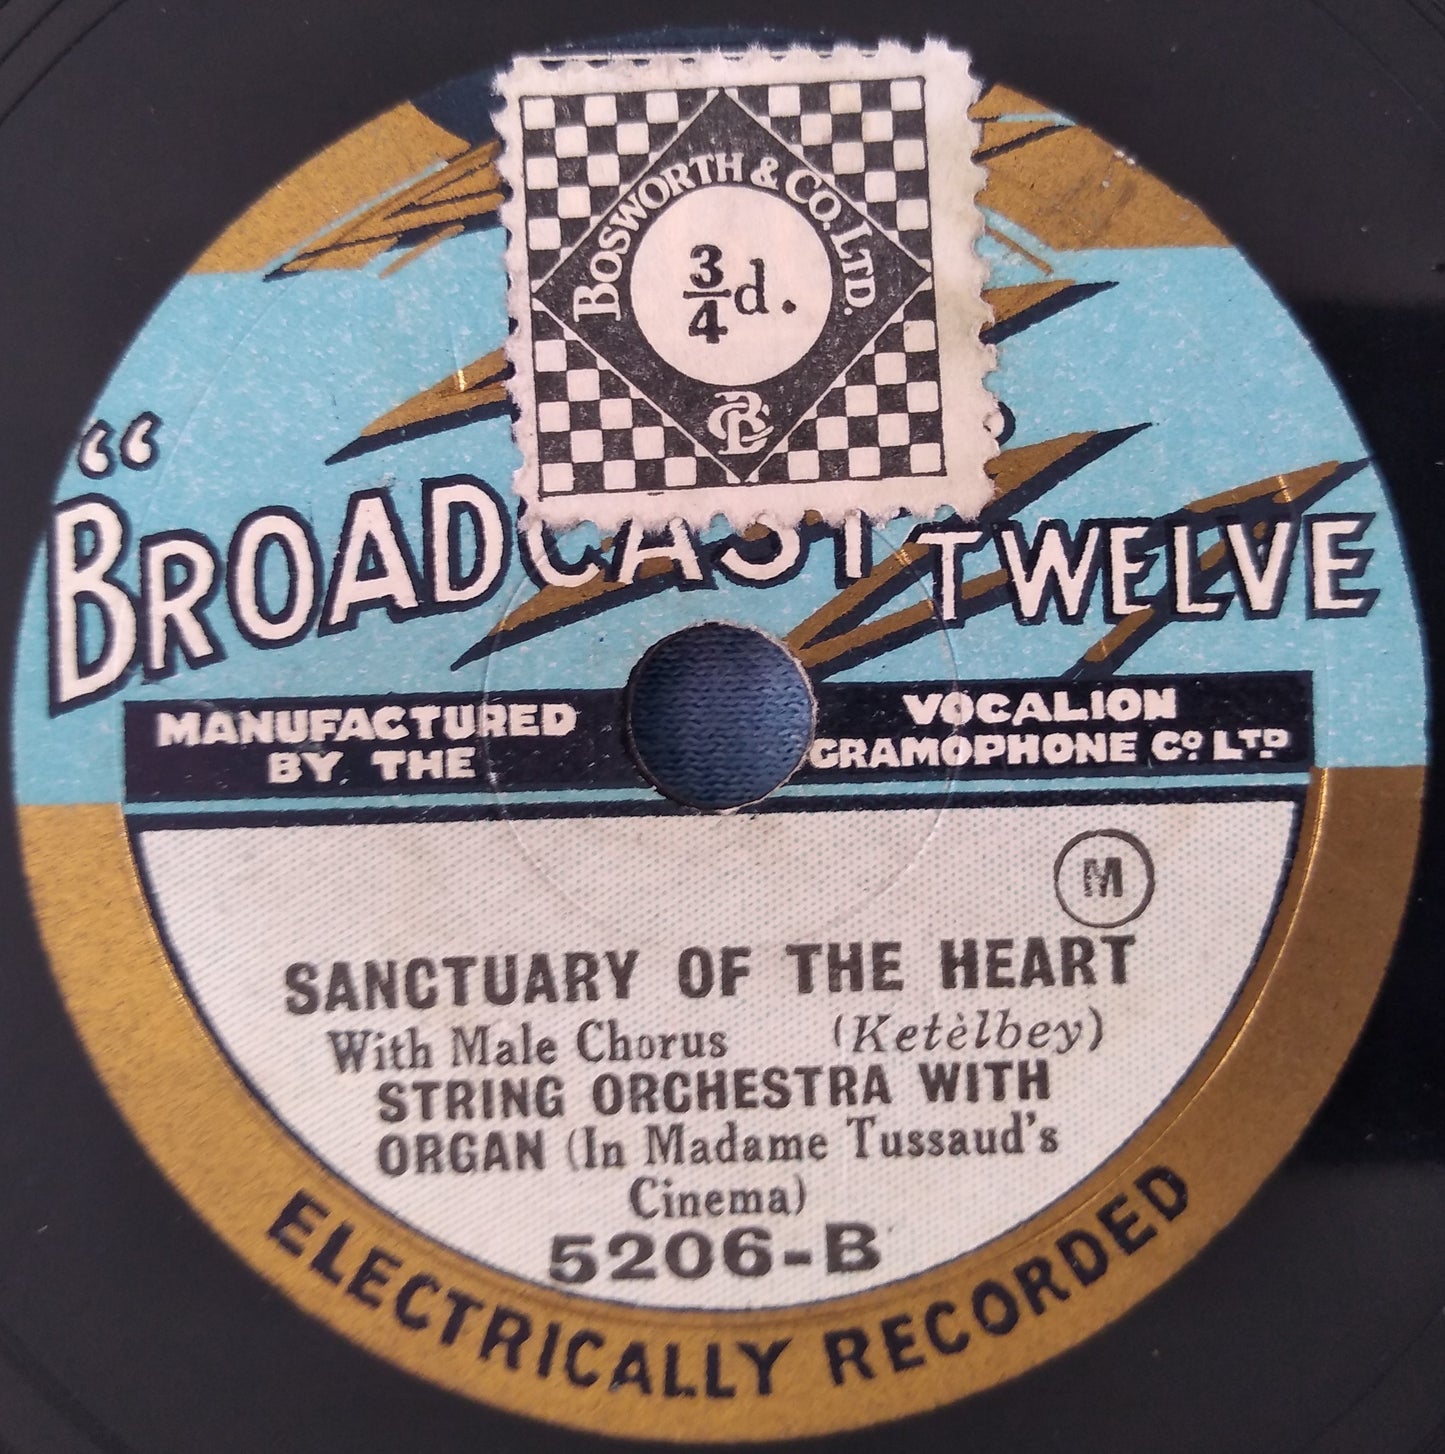 BOSWORTH & CO. LTD.
3/4d.
"BROADCAST TWELVE
MANUFACTURED
BY THE
VOCALION
GRAMOPHONE Cº LTD
M
SANCTUARY OF THE HEART
With Male Chorus (Ketèlbey)
STRING ORCHESTRA WITH
ORGAN (In Madame Tussaud's
Cinema)
5206-B
ELECTRICALLY RECORDED